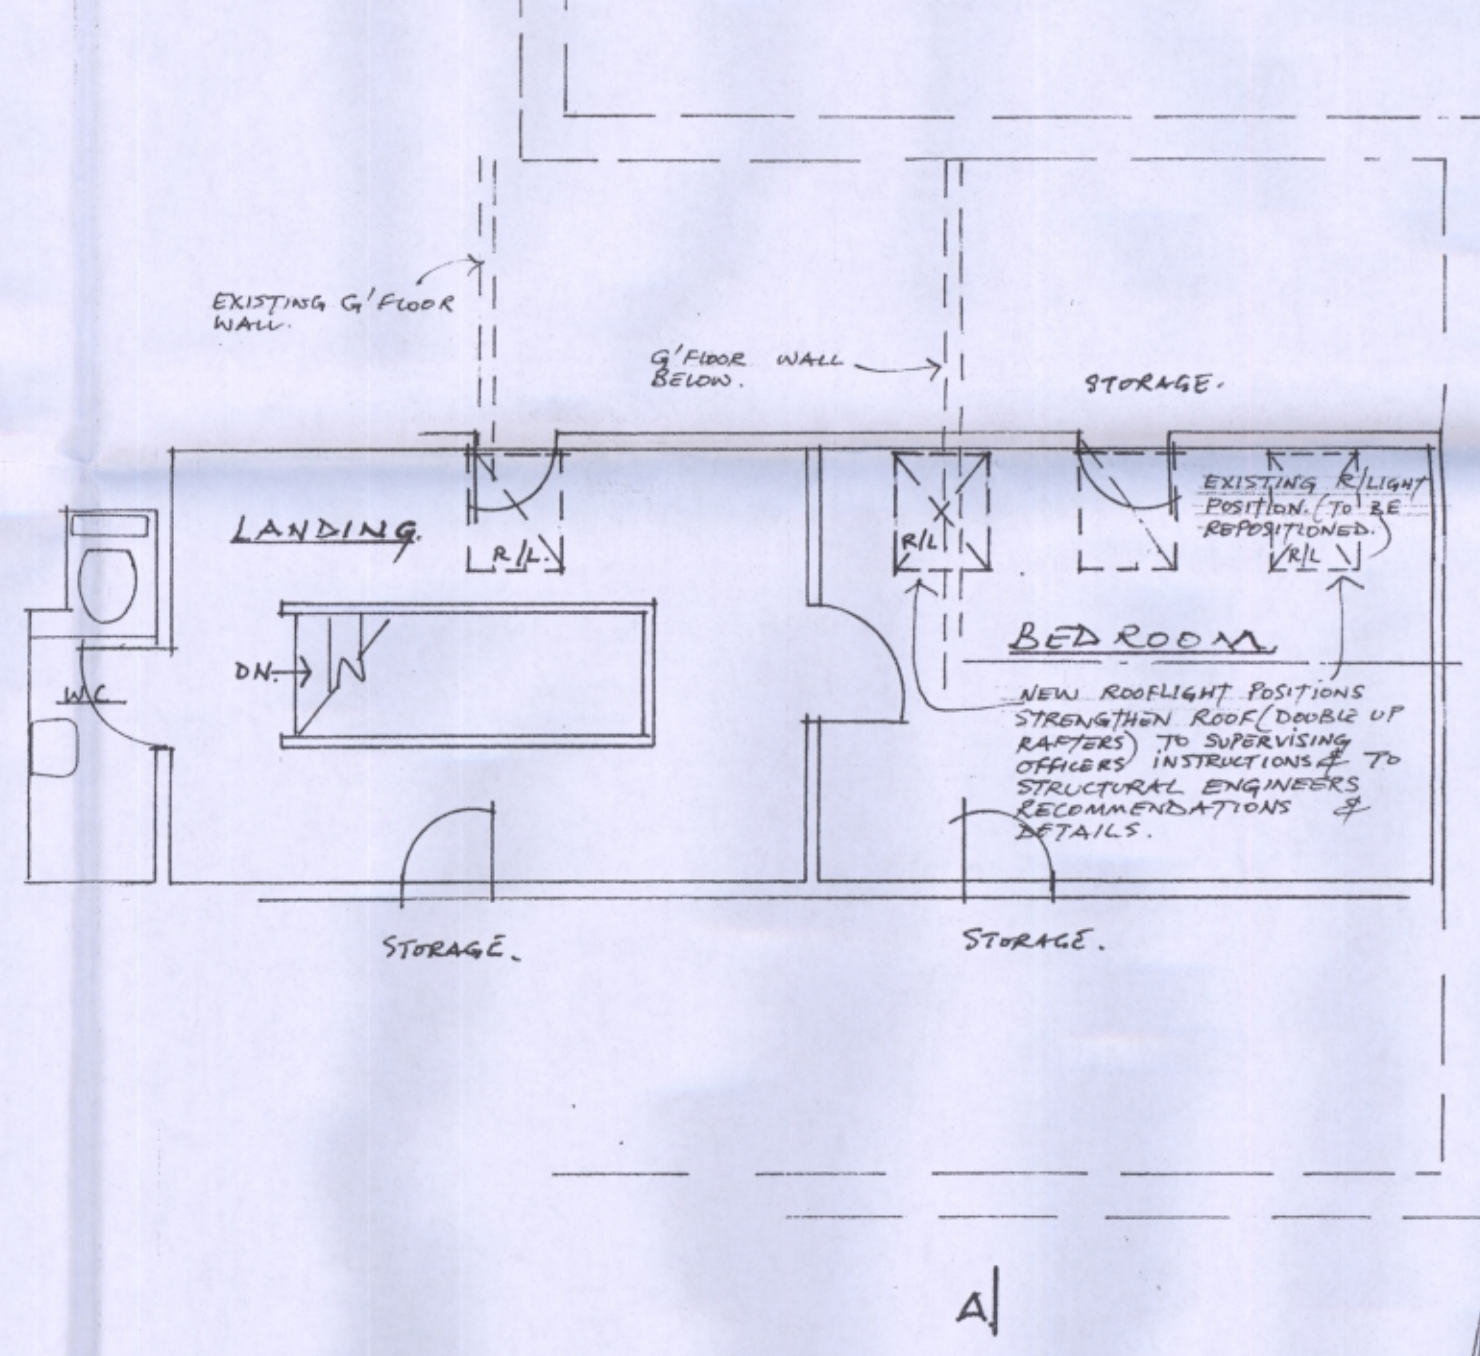 EXISTING G'FLOOR
WALL.
G'FLOOR WALL
BELOW.
STORAGE.
EXISTING R/LIGHT
POSITION. (TO BE
REPOSITIONED.)
LANDING.
R/L
R/L
R/L
BEDROOM
DN.
W.C
NEW ROOFLIGHT POSITIONS
STRENGTHEN ROOF (DOUBLE UP
RAFTERS) TO SUPERVISING
OFFICERS INSTRUCTIONS & TO
STRUCTURAL ENGINEERS
RECOMMENDATIONS &
DETAILS.
STORAGE.
STORAGE.
A